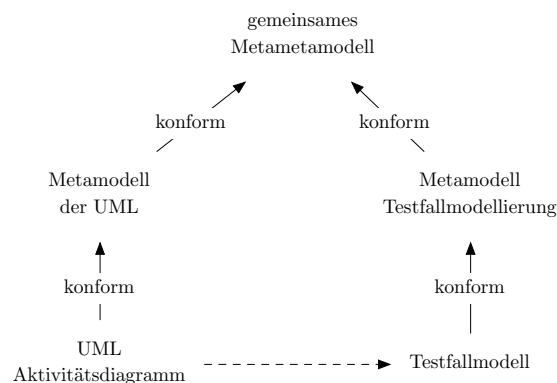 gemeinsames
Metametamodell
konform
konform
Metamodell
der UML
Metamodell
Testfallmodellierung
konform
konform
UML
Aktivitätsdiagramm
Testfallmodell